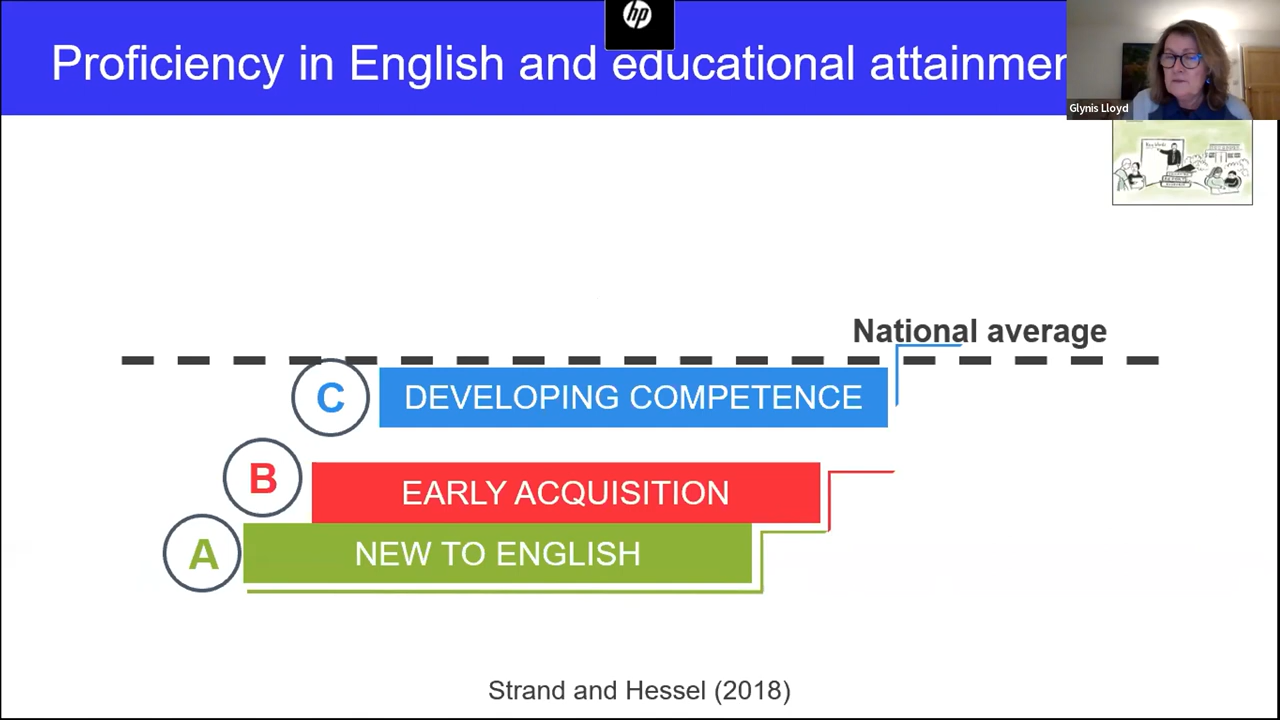 hp
Proficiency in English and educational
Glynis Lloyd
National average
C
DEVELOPING COMPETENCE
B
EARLY ACQUISITION
A
NEW TO ENGLISH
Strand and Hessel (2018)